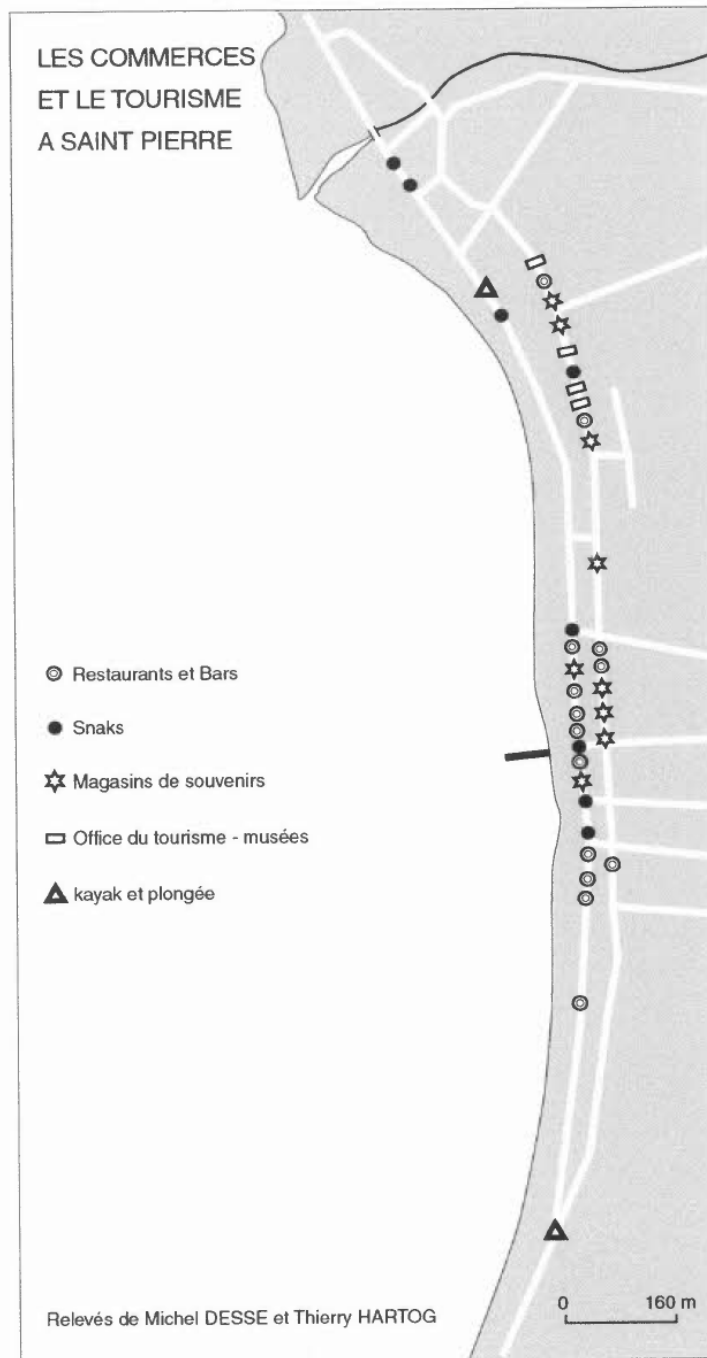 LES COMMERCES
ET LE TOURISME
A SAINT PIERRE
Restaurants et Bars
Snaks
Magasins de souvenirs
Office du tourisme - musées
kayak et plongée
Relevés de Michel DESSE et Thierry HARTOG
0 160 m